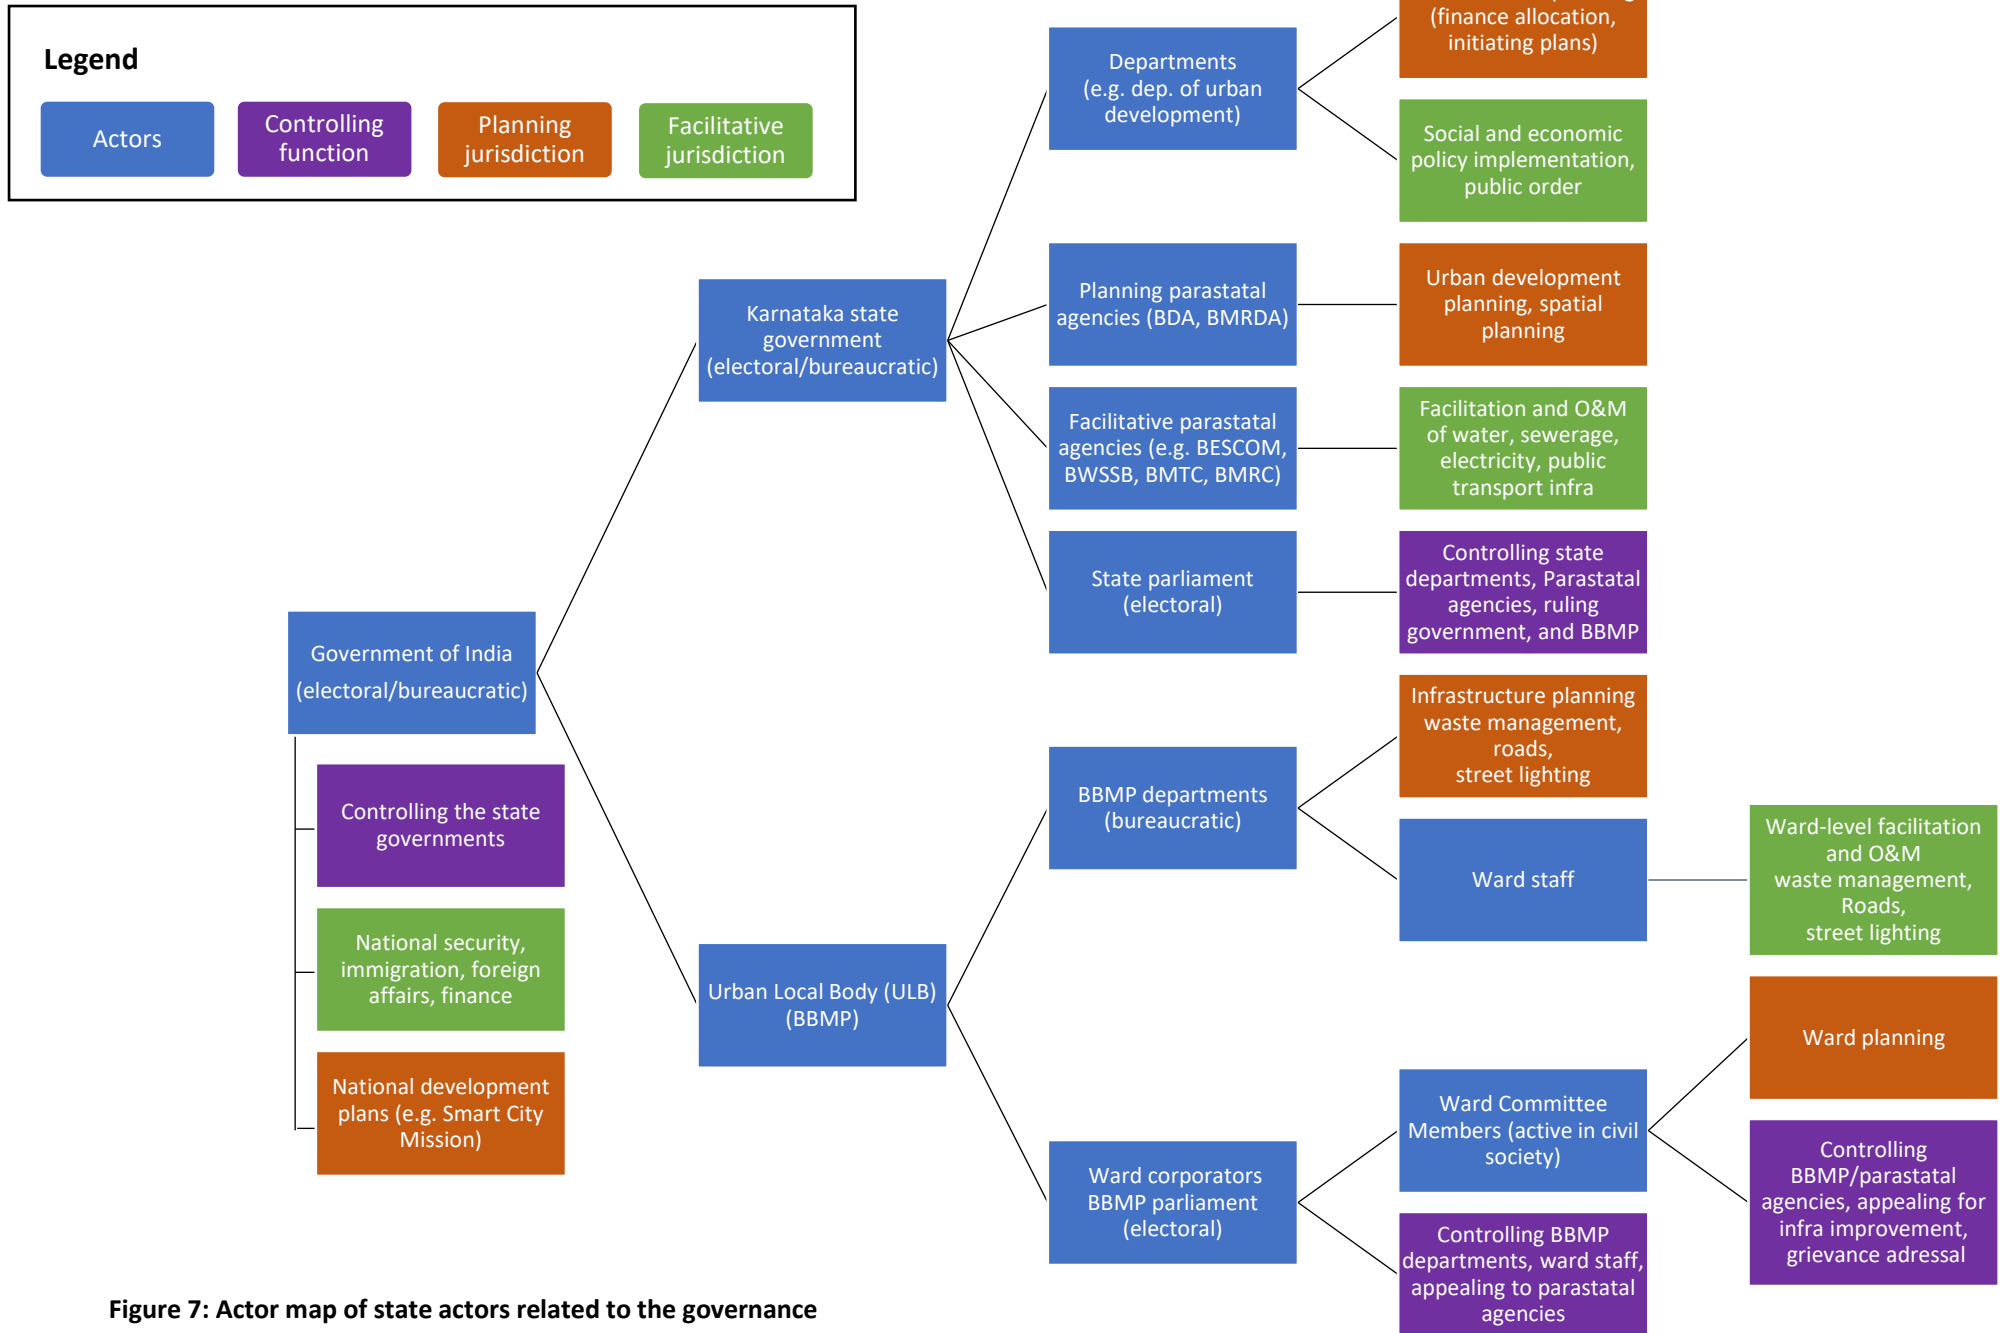 Legend
Actors
Controlling
function
Planning
jurisdiction
Facilitative
jurisdiction
(finance allocation,
initiating plans)
Departments
(e.g. dep. of urban
development)
Social and economic
policy implementation,
public order
Karnataka state
government
(electoral/bureaucratic)
Planning parastatal
agencies (BDA, BMRDA)
Urban development
planning, spatial
planning
Facilitative parastatal
agencies (e.g. BESCOM,
BWSSB, BMTC, BMRC)
Facilitation and O&M
of water, sewerage,
electricity, public
transport infra
State parliament
(electoral)
Controlling state
departments, Parastatal
agencies, ruling
government, and BBMP
Government of India
(electoral/bureaucratic)
Controlling the state
governments
National security,
immigration, foreign
affairs, finance
National development
plans (e.g. Smart City
Mission)
Urban Local Body (ULB)
(BBMP)
BBMP departments
(bureaucratic)
Infrastructure planning
waste management,
roads,
street lighting
Ward staff
Ward-level facilitation
and O&M
waste management,
Roads,
street lighting
Ward corporators
BBMP parliament
(electoral)
Ward Committee
Members (active in civil
society)
Ward planning
Controlling
BBMP/parastatal
agencies, appealing for
infra improvement,
grievance adressal
Controlling BBMP
departments, ward staff,
appealing to parastatal
agencies
Figure 7: Actor map of state actors related to the governance